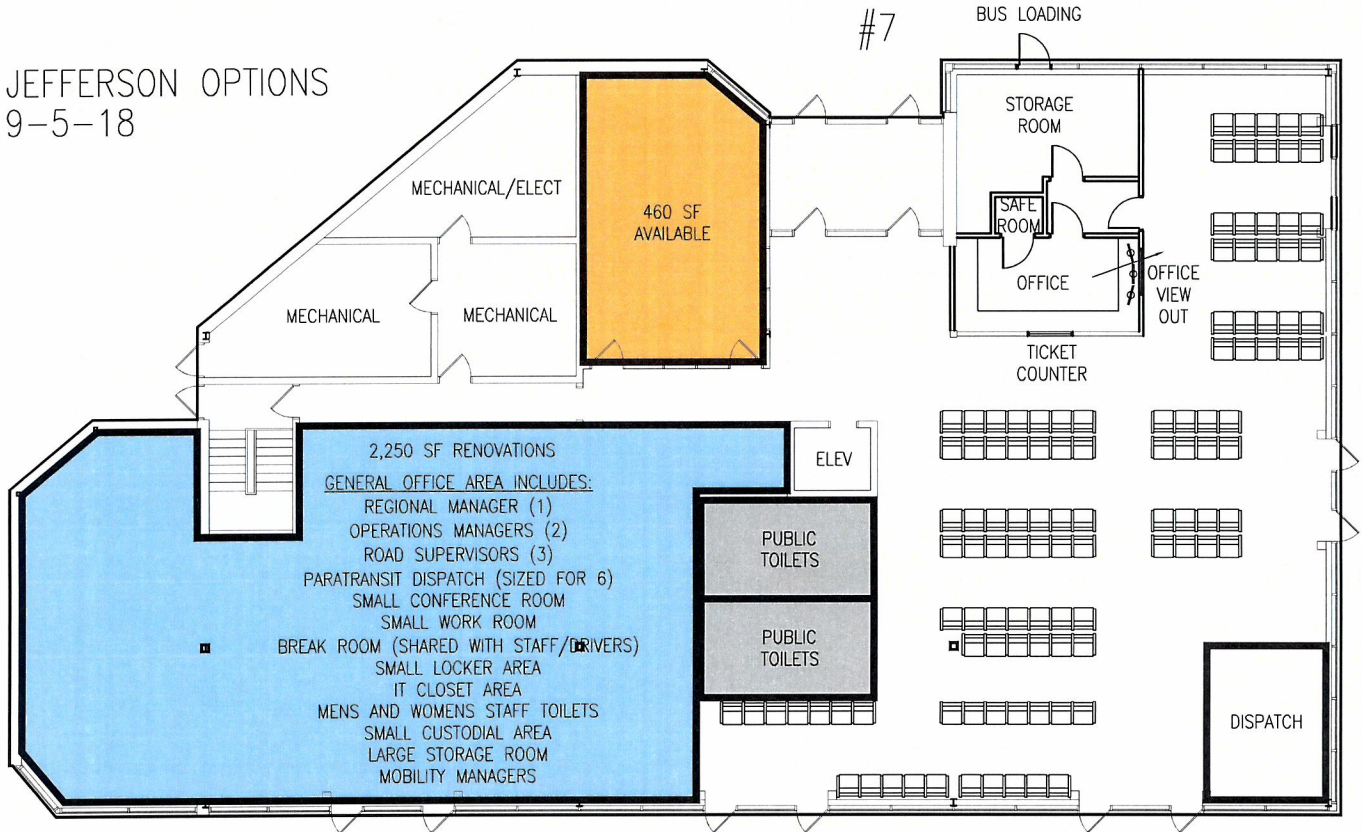 #7
BUS LOADING
JEFFERSON OPTIONS
9-5-18
STORAGE
ROOM
MECHANICAL/ELECT
460 SF
AVAILABLE
SAFE
ROOM
OFFICE
OFFICE
VIEW
OUT
MECHANICAL
MECHANICAL
TICKET
COUNTER
2,250 SF RENOVATIONS
GENERAL OFFICE AREA INCLUDES:
REGIONAL MANAGER (1)
OPERATIONS MANAGERS (2)
ROAD SUPERVISORS (3)
PARATRANSIT DISPATCH (SIZED FOR 6)
SMALL CONFERENCE ROOM
SMALL WORK ROOM
BREAK ROOM (SHARED WITH STAFF/DRIVERS)
SMALL LOCKER AREA
IT CLOSET AREA
MENS AND WOMENS STAFF TOILETS
SMALL CUSTODIAL AREA
LARGE STORAGE ROOM
MOBILITY MANAGERS
ELEV
PUBLIC
TOILETS
PUBLIC
TOILETS
DISPATCH